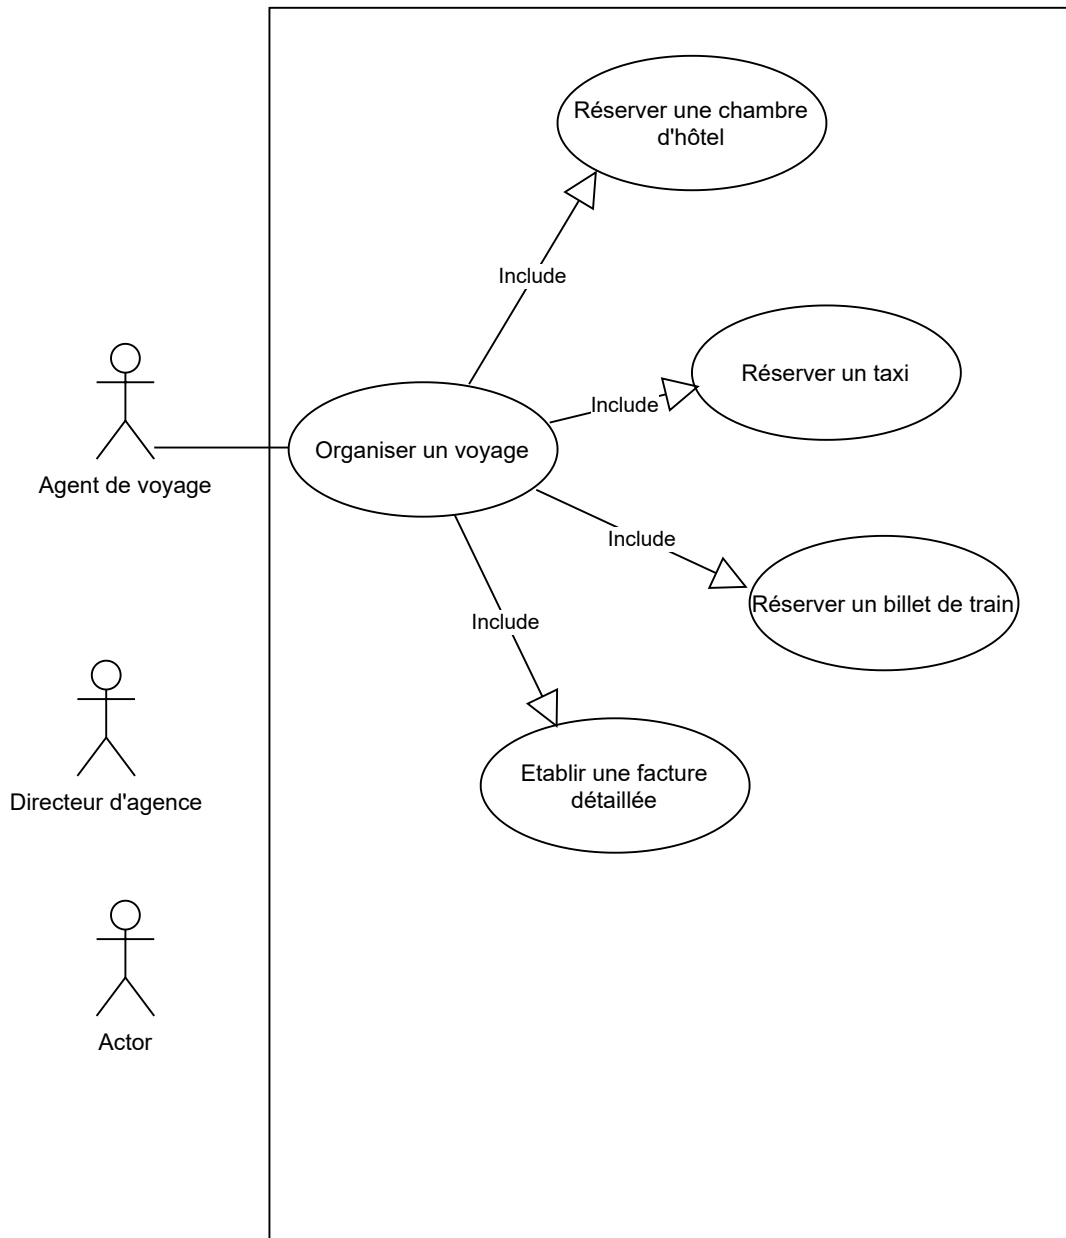 Réserver une chambre
d'hôtel
Include
Réserver un taxi
Include
Organiser un voyage
Agent de voyage
Include
Réserver un billet de train
Include
Etablir une facture
détaillée
Directeur d'agence
Actor